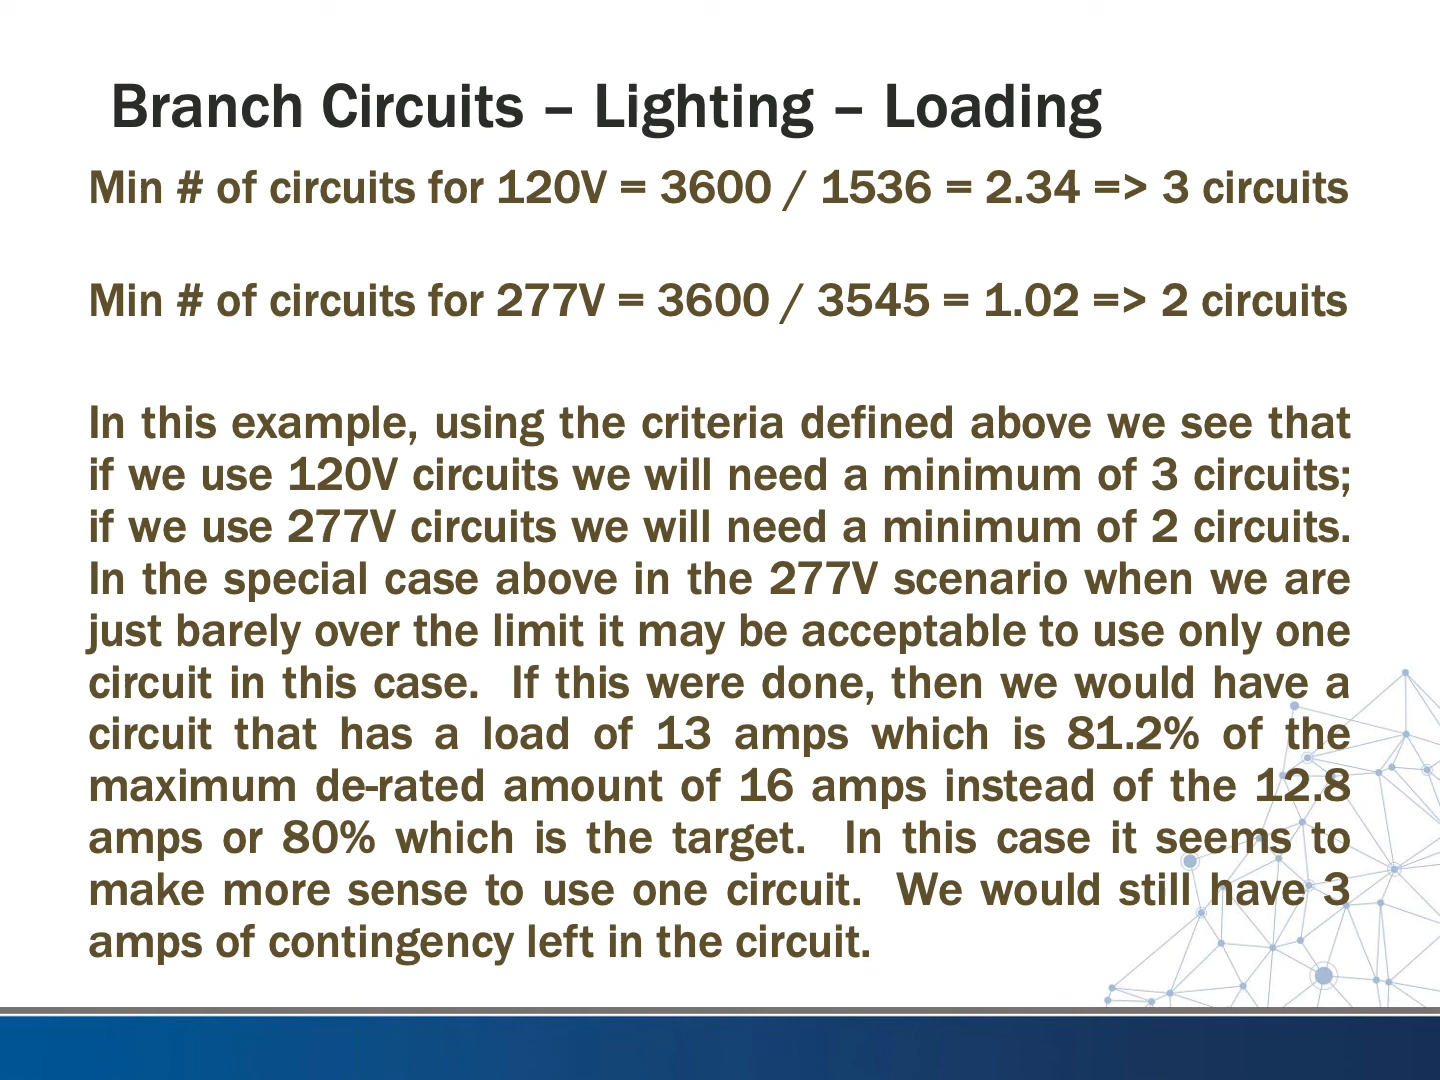 Branch Circuits – Lighting – Loading
Min # of circuits for 120V = 3600 / 1536 = 2.34 => 3 circuits
Min # of circuits for 277V = 3600 / 3545 = 1.02 => 2 circuits
In this example, using the criteria defined above we see that
if we use 120V circuits we will need a minimum of 3 circuits;
if we use 277V circuits we will need a minimum of 2 circuits.
In the special case above in the 277V scenario when we are
just barely over the limit it may be acceptable to use only one
circuit in this case.  If this were done, then we would have a
circuit that has a load of 13 amps which is 81.2% of the
maximum de-rated amount of 16 amps instead of the 12.8
amps or 80% which is the target.  In this case it seems to
make more sense to use one circuit.  We would still have 3
amps of contingency left in the circuit.